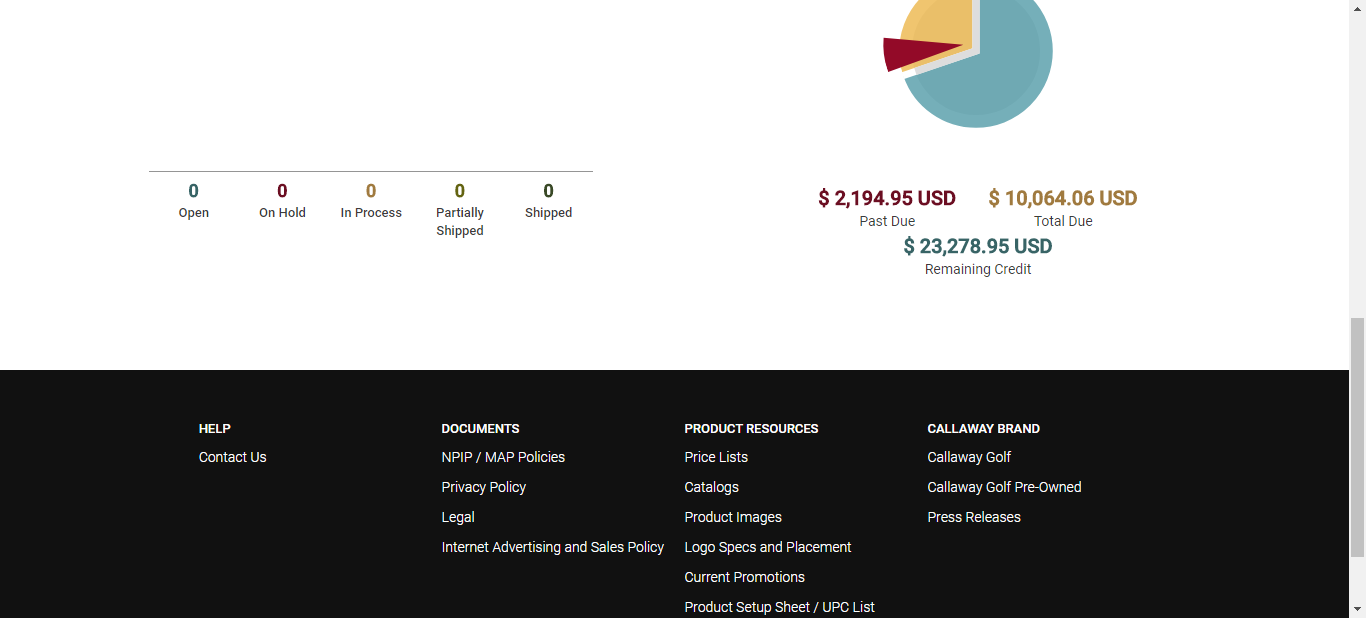 0
Open
0
On Hold
0
In Process
0
Partially
Shipped
0
Shipped
$ 2,194.95 USD
Past Due
$ 10,064.06 USD
Total Due
$ 23,278.95 USD
Remaining Credit
HELP
Contact Us
DOCUMENTS
NPIP / MAP Policies
Privacy Policy
Legal
Internet Advertising and Sales Policy
PRODUCT RESOURCES
Price Lists
Catalogs
Product Images
Logo Specs and Placement
Current Promotions
Product Setup Sheet / UPC List
CALLAWAY BRAND
Callaway Golf
Callaway Golf Pre-Owned
Press Releases